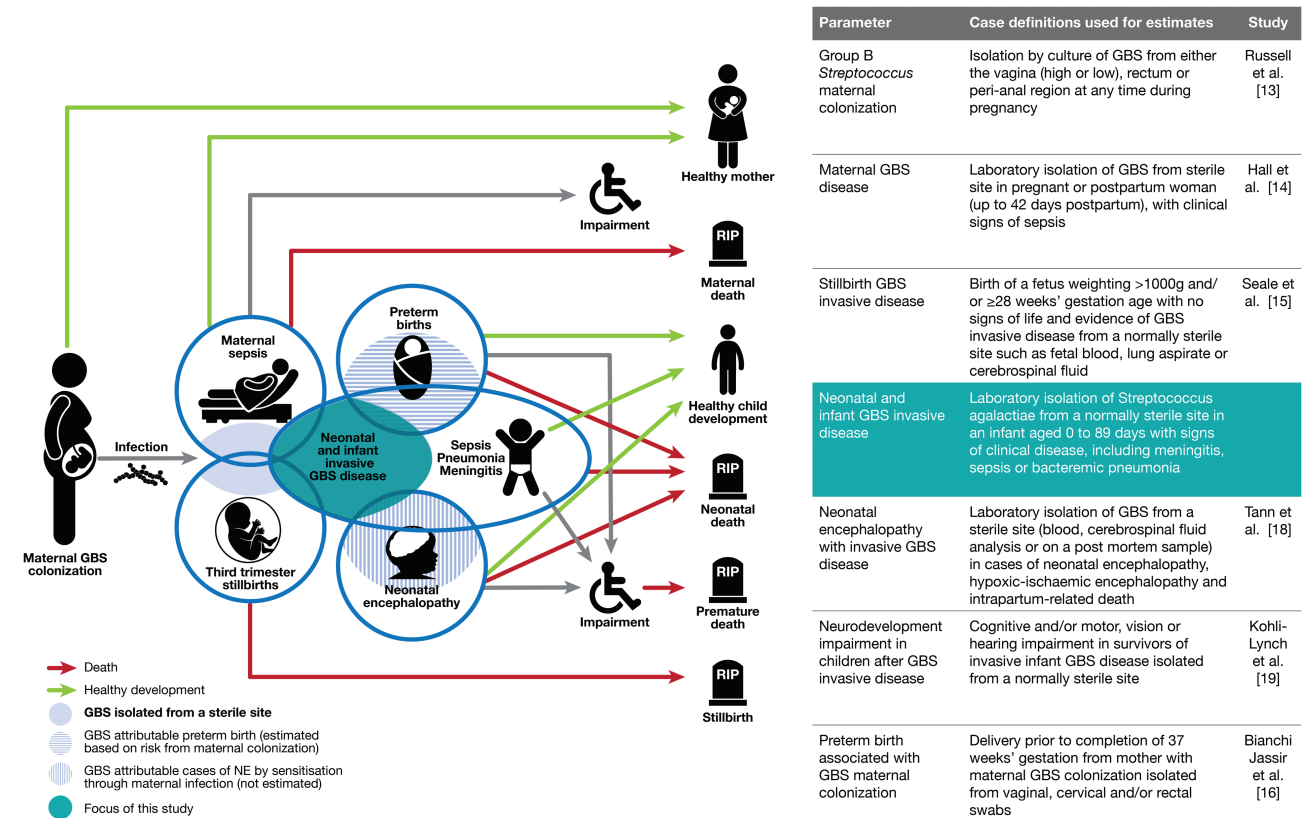 Healthy mother
Impairment
RIP
Maternal
death
Preterm
births
Maternal
sepsis
Healthy child
development
Infection
Neonatal
and infant
invasive
GBS disease
Sepsis
Pneumonia
Meningitis
RIP
Neonatal
death
Maternal GBS
colonization
Third trimester
stillbirths
Neonatal
encephalopathy
Impairment
RIP
Premature
death
RIP
Stillbirth
Death
Healthy development
GBS isolated from a sterile site
GBS attributable preterm birth (estimated
based on risk from maternal colonization)
GBS attributable cases of NE by sensitisation
through maternal infection (not estimated)
Focus of this study
Parameter Case definitions used for estimates Study
Group B Isolation by culture of GBS from either Russell
Streptococcus the vagina (high or low), rectum or et al.
maternal peri-anal region at any time during [13]
colonization pregnancy
Maternal GBS Laboratory isolation of GBS from sterile Hall et
disease site in pregnant or postpartum woman al. [14]
(up to 42 days postpartum), with clinical
signs of sepsis
Stillbirth GBS Birth of a fetus weighting >1000g and/ Seale et
invasive disease or ≥28 weeks’ gestation age with no al. [15]
signs of life and evidence of GBS
invasive disease from a normally sterile
site such as fetal blood, lung aspirate or
cerebrospinal fluid
Neonatal and Laboratory isolation of Streptococcus
infant GBS invasive agalactiae from a normally sterile site in
disease an infant aged 0 to 89 days with signs
of clinical disease, including meningitis,
sepsis or bacteremic pneumonia
Neonatal Laboratory isolation of GBS from a Tann et
encephalopathy sterile site (blood, cerebrospinal fluid al. [18]
with invasive GBS analysis or on a post mortem sample)
disease in cases of neonatal encephalopathy,
hypoxic-ischaemic encephalopathy and
intrapartum-related death
Neurodevelopment Cognitive and/or motor, vision or Kohli-
impairment in hearing impairment in survivors of Lynch
children after GBS invasive infant GBS disease isolated et al.
invasive disease from a normally sterile site [19]
Preterm birth Delivery prior to completion of 37 Bianchi
associated with weeks’ gestation from mother with Jassir
GBS maternal maternal GBS colonization isolated et al.
colonization from vaginal, cervical and/or rectal [16]
swabs